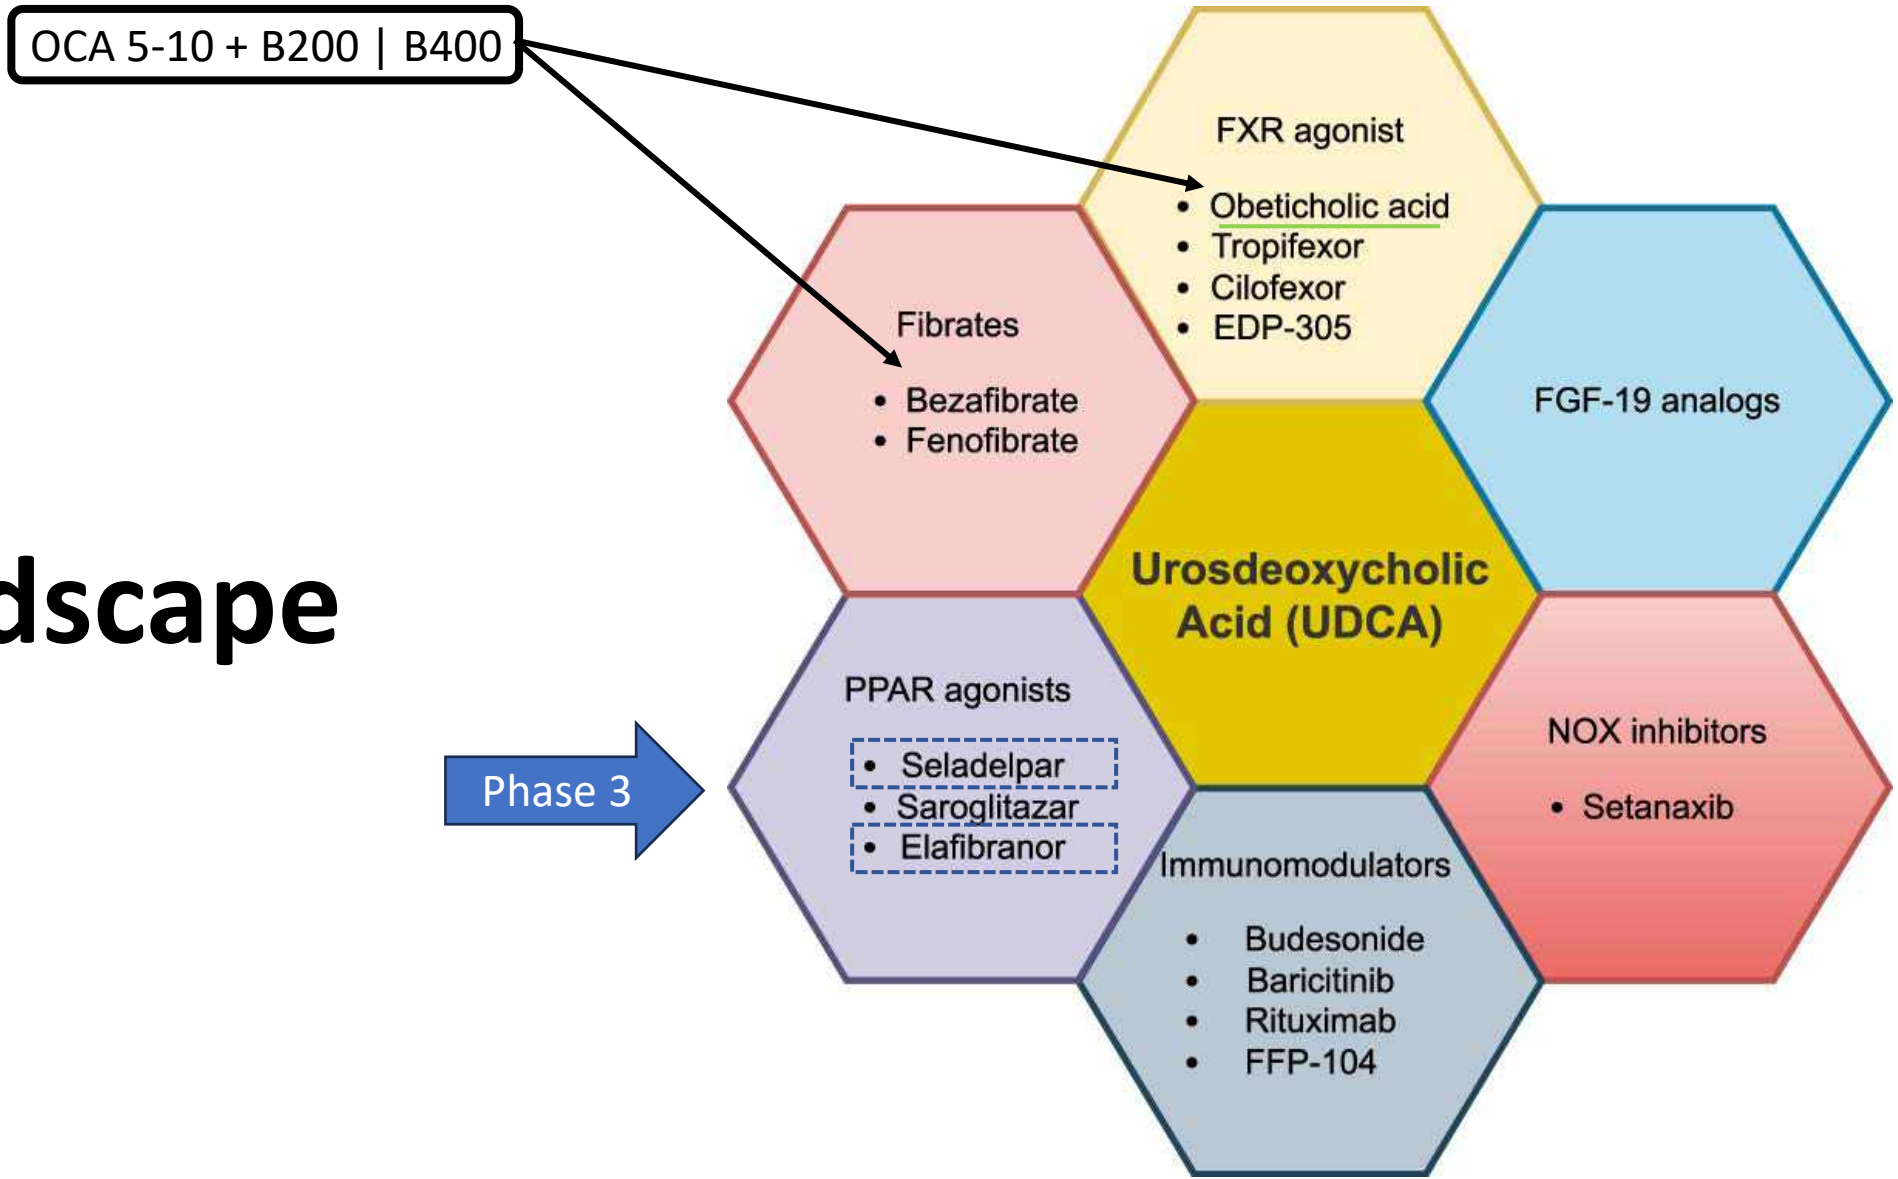 OCA 5-10 + B200 | B400
FXR agonist
• Obeticholic acid
• Tropifexor
• Cilofexor
• EDP-305
Fibrates
• Bezafibrate
• Fenofibrate
FGF-19 analogs
Urosdeoxycholic
Acid (UDCA)
dscape
PPAR agonists
• Seladelpar
• Saroglitazar
• Elafibranor
Phase 3
NOX inhibitors
• Setanaxib
Immunomodulators
• Budesonide
• Baricitinib
• Rituximab
• FFP-104